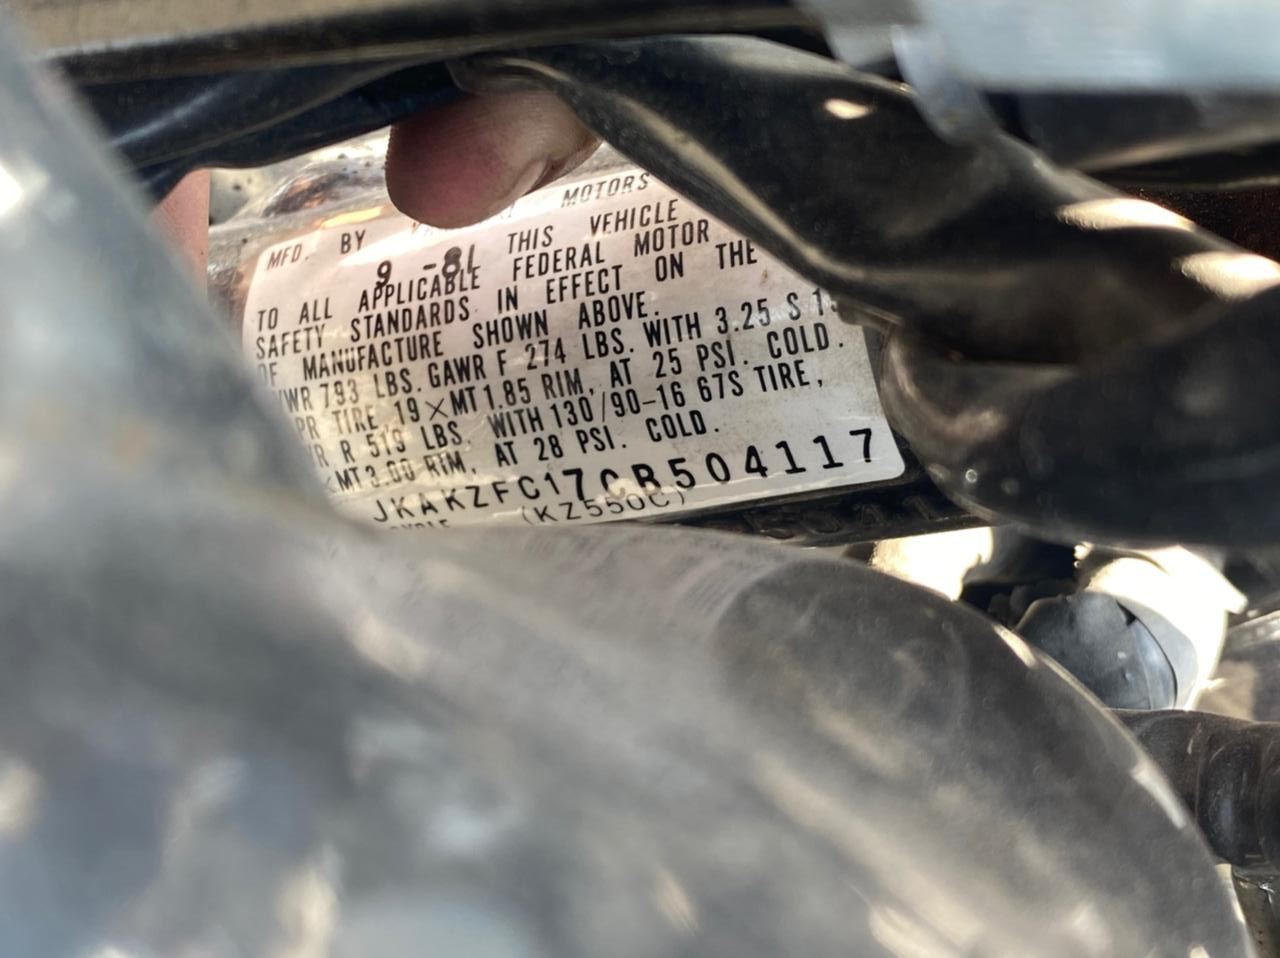 MFD. BY MOTORS
9 -81 THIS VEHICLE
TO ALL APPLICABLE FEDERAL MOTOR
SAFETY STANDARDS IN EFFECT ON THE
OF MANUFACTURE SHOWN ABOVE.
793 LBS. GAWR F 274 LBS. WITH 3.25 S
TIRE, 19×MT1.85 RIM, AT 25 PSI. COLD.
R 519 LBS. WITH 130/90-16 67S TIRE,
MT3.00 RIM, AT 28 PSI. COLD.
JKAKZFC17CB504117
(KZ550C)